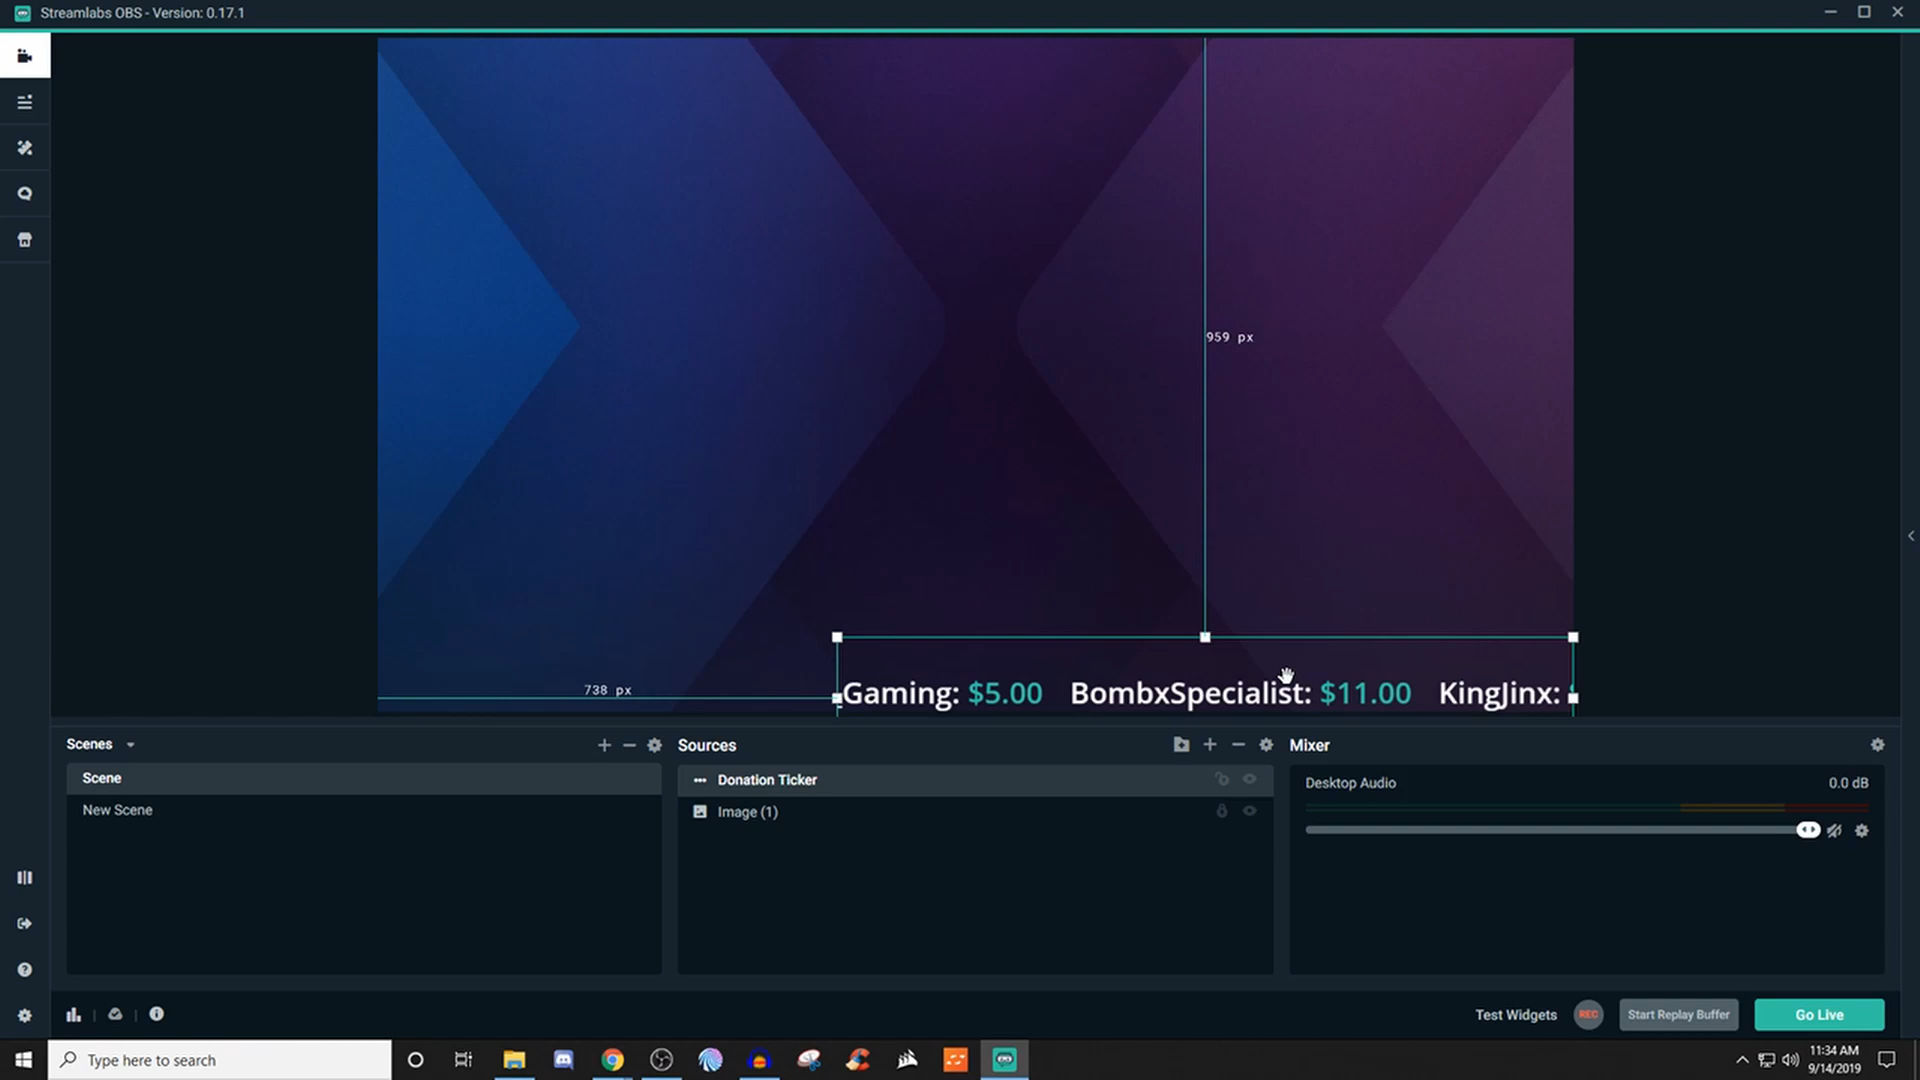 Streamlabs OBS - Version: 0.17.1
959 px
738 px
Gaming: $5.00 BombxSpecialist: $11.00 KingJinx:
Scenes
Sources
Mixer
Scene
New Scene
Donation Ticker
Image (1)
Desktop Audio
0.0 dB
Test Widgets
REC
Start Replay Buffer
Go Live
Type here to search
11:34 AM
9/14/2019